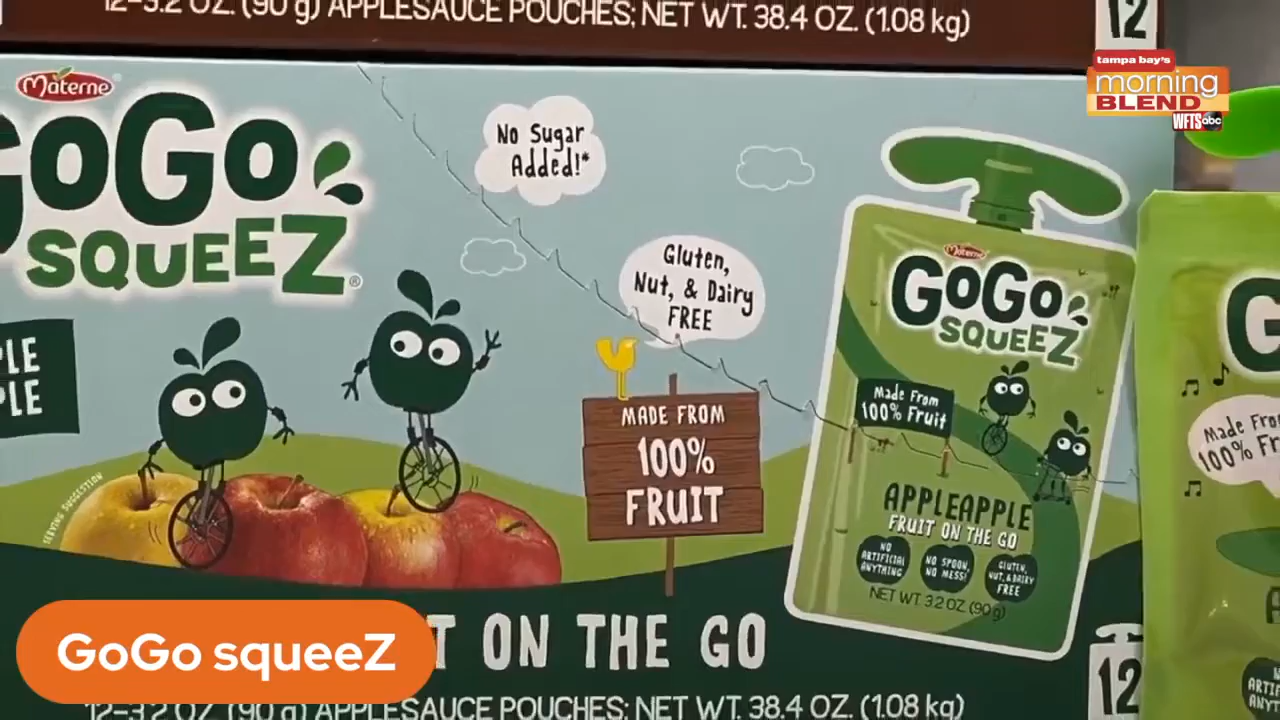 12-3.2 OZ. (90 g) APPLESAUCE POUCHES; NET WT. 38.4 OZ. (1.08 kg)
12
tampa bay's
morning
BLEND
WFTS abc
Materne
GoGo
SQUEEZ®
No Sugar
Added!*
Gluten,
Nut, & Dairy
FREE
MADE FROM
100%
FRUIT
SERVING SUGGESTION
Materne
GoGo
SQUEEZ
Made From
100% Fruit
APPLEAPPLE
FRUIT ON THE GO
NO
ARTIFICIAL
ANYTHING
NO SPOON,
NO MESS!
GLUTEN,
NUT, & DAIRY
FREE
NET WT 3.2 OZ (90g)
G
Made From
100% Fr
ON THE GO
GoGo squeeZ
12-3.2 OZ. (90 g) APPLESAUCE POUCHES; NET WT. 38.4 OZ. (1.08 kg)
12